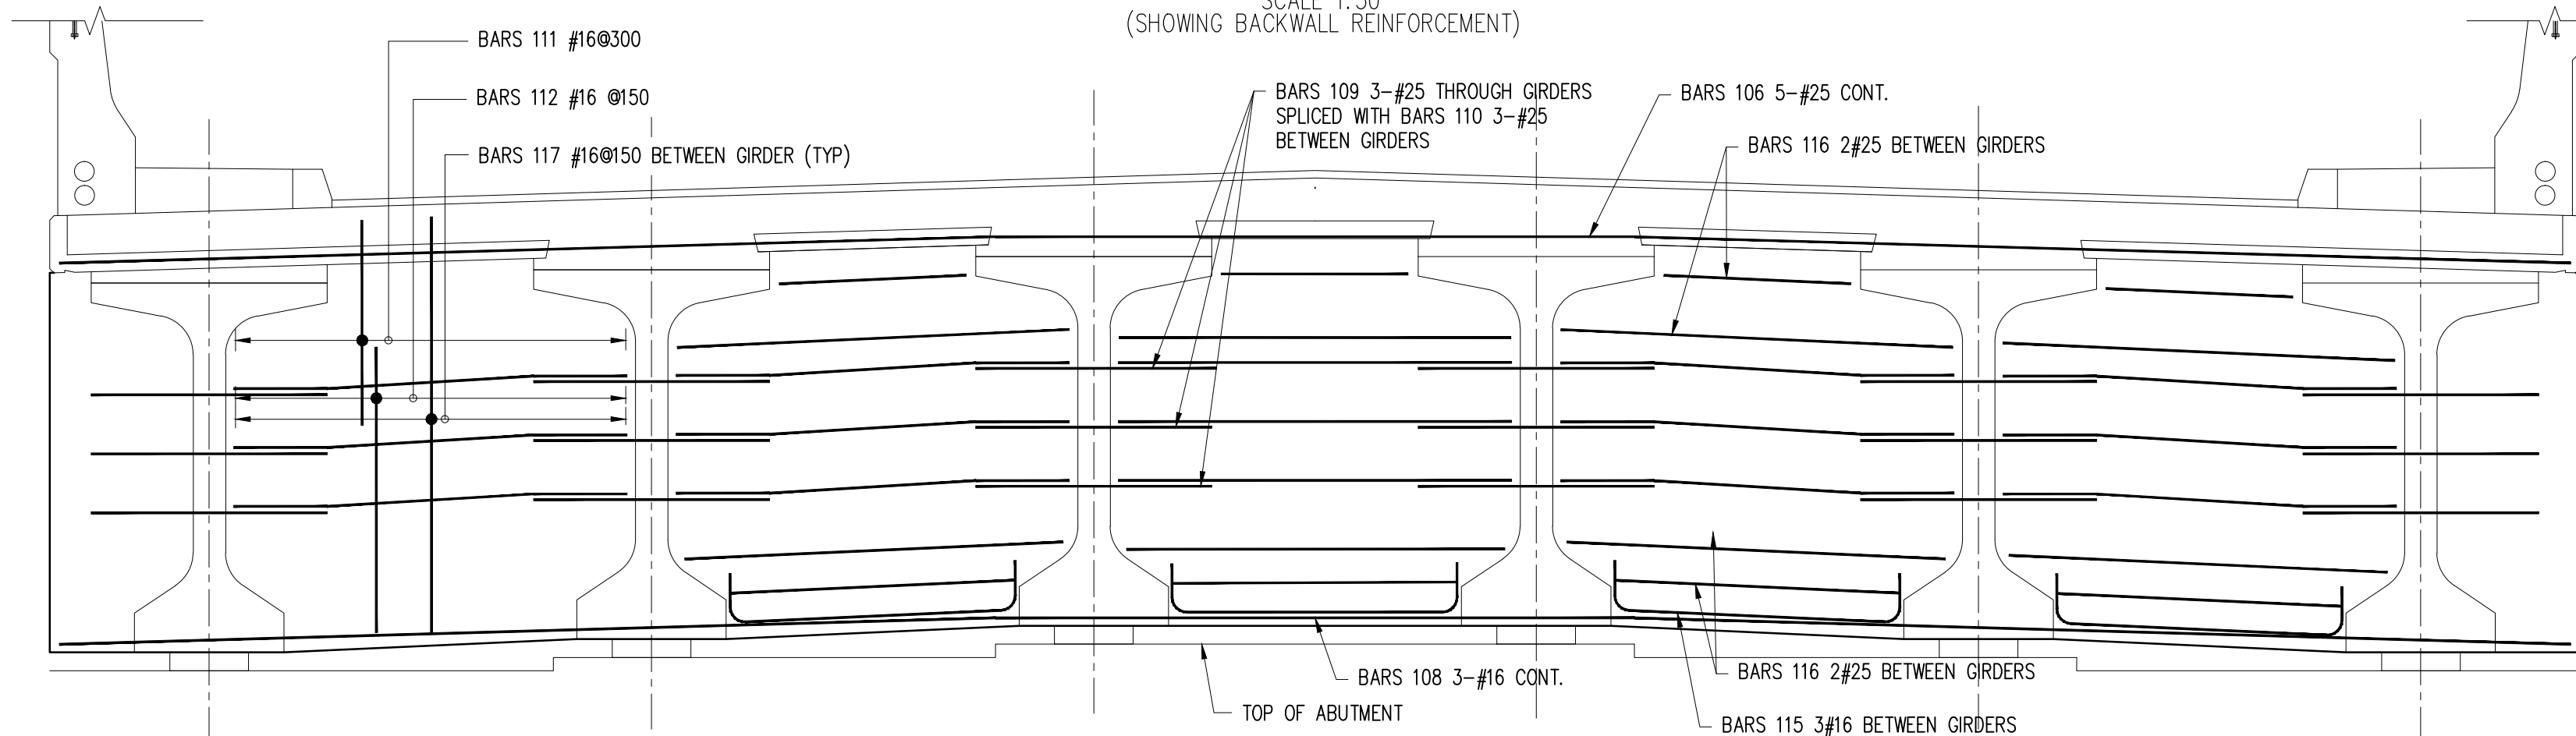 SCALE 1:50
(SHOWING BACKWALL REINFORCEMENT)
BARS 111 #16@300
BARS 112 #16 @150
BARS 117 #16@150 BETWEEN GIRDER (TYP)
BARS 109 3-#25 THROUGH GIRDERS
SPLICED WITH BARS 110 3-#25
BETWEEN GIRDERS
BARS 106 5-#25 CONT.
BARS 116 2#25 BETWEEN GIRDERS
BARS 108 3-#16 CONT.
TOP OF ABUTMENT
BARS 116 2#25 BETWEEN GIRDERS
BARS 115 3#16 BETWEEN GIRDERS